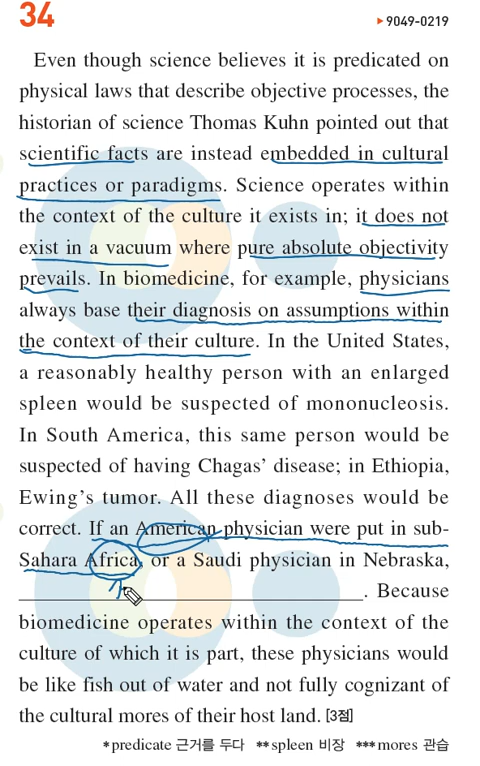 34
▶9049-0219
Even though science believes it is predicated on
physical laws that describe objective processes, the
historian of science Thomas Kuhn pointed out that
scientific facts are instead embedded in cultural
practices or paradigms. Science operates within
the context of the culture it exists in; it does not
exist in a vacuum where pure absolute objectivity
prevails. In biomedicine, for example, physicians
always base their diagnosis on assumptions within
the context of their culture. In the United States,
a reasonably healthy person with an enlarged
spleen would be suspected of mononucleosis.
In South America, this same person would be
suspected of having Chagas' disease; in Ethiopia,
Ewing's tumor. All these diagnoses would be
correct. If an American physician were put in sub-
Sahara Africa, or a Saudi physician in Nebraska,
______________________________. Because
biomedicine operates within the context of the
culture of which it is part, these physicians would
be like fish out of water and not fully cognizant of
the cultural mores of their host land. [3점]
*predicate 근거를 두다 **spleen 비장 ***mores 관습